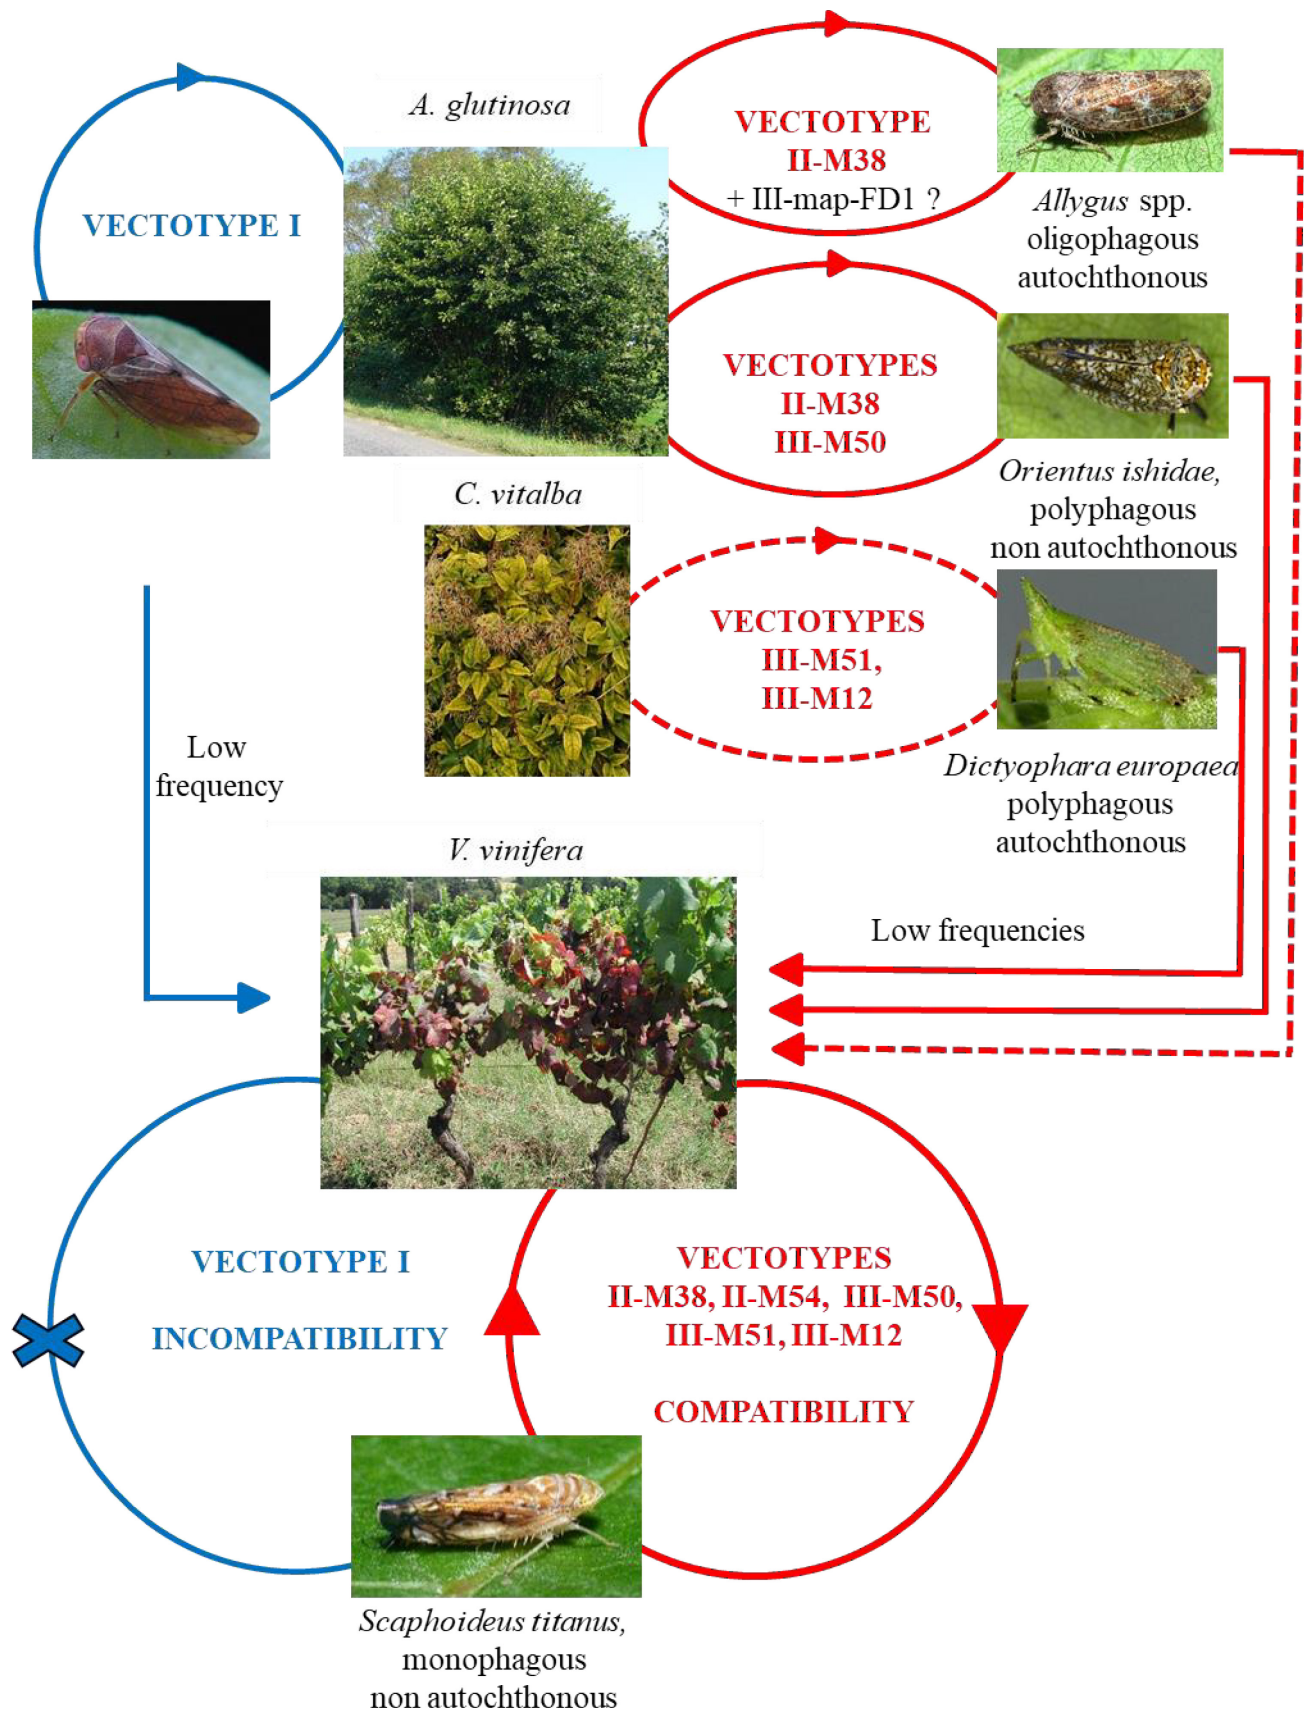 A. glutinosa
VECTOTYPE I
VECTOTYPE
II-M38
+ III-map-FD1 ?
Allygus spp.
oligophagous
autochthonous
VECTOTYPES
II-M38
III-M50
Orientus ishidae,
polyphagous
non autochthonous
C. vitalba
VECTOTYPES
III-M51,
III-M12
Dictyophara europaea
polyphagous
autochthonous
Low
frequency
V. vinifera
Low frequencies
VECTOTYPE I
INCOMPATIBILITY
VECTOTYPES
II-M38, II-M54, III-M50,
III-M51, III-M12
COMPATIBILITY
Scaphoideus titanus,
monophagous
non autochthonous